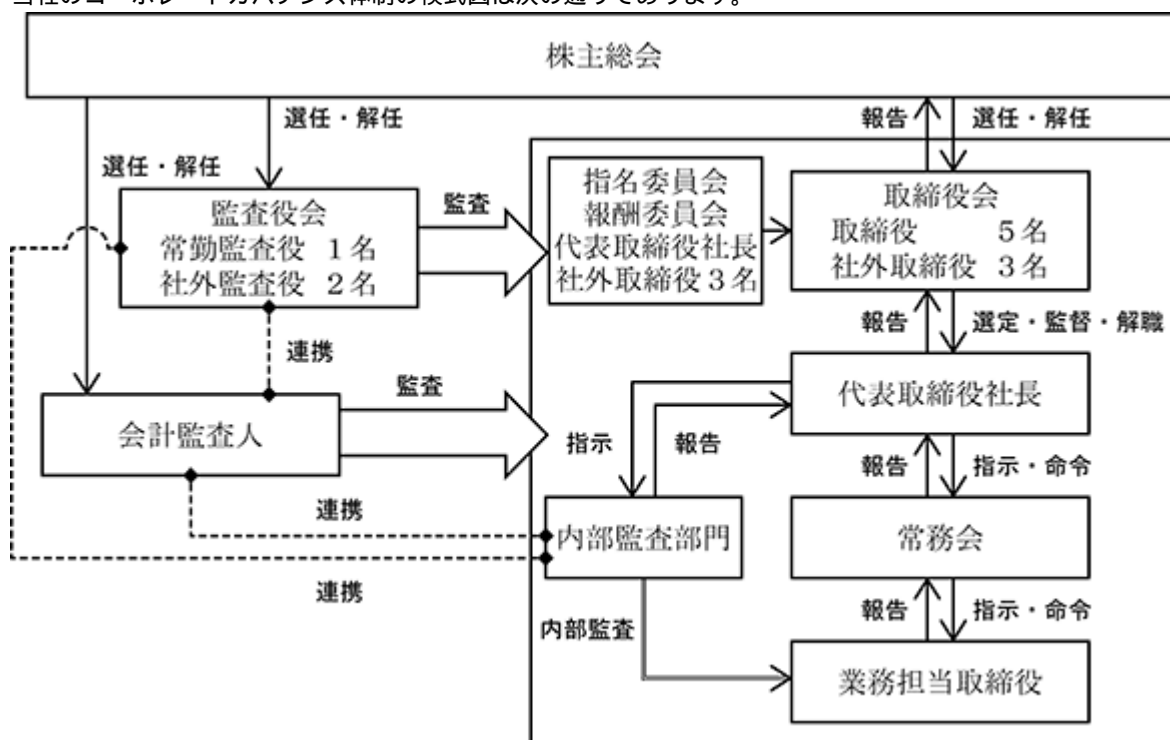 当社のコーポレートガバナンス体制の模式図は次の通りであります。
株主総会
選任・解任
選任・解任
報告
選任・解任
監査役会
常勤監査役 1名
社外監査役 2名
監査
指名委員会
報酬委員会
代表取締役社長
社外取締役3名
取締役会
取締役 5名
社外取締役 3名
連携
報告
選定・監督・解職
会計監査人
監査
代表取締役社長
指示
報告
報告
指示・命令
連携
内部監査部門
常務会
連携
内部監査
報告
指示・命令
業務担当取締役